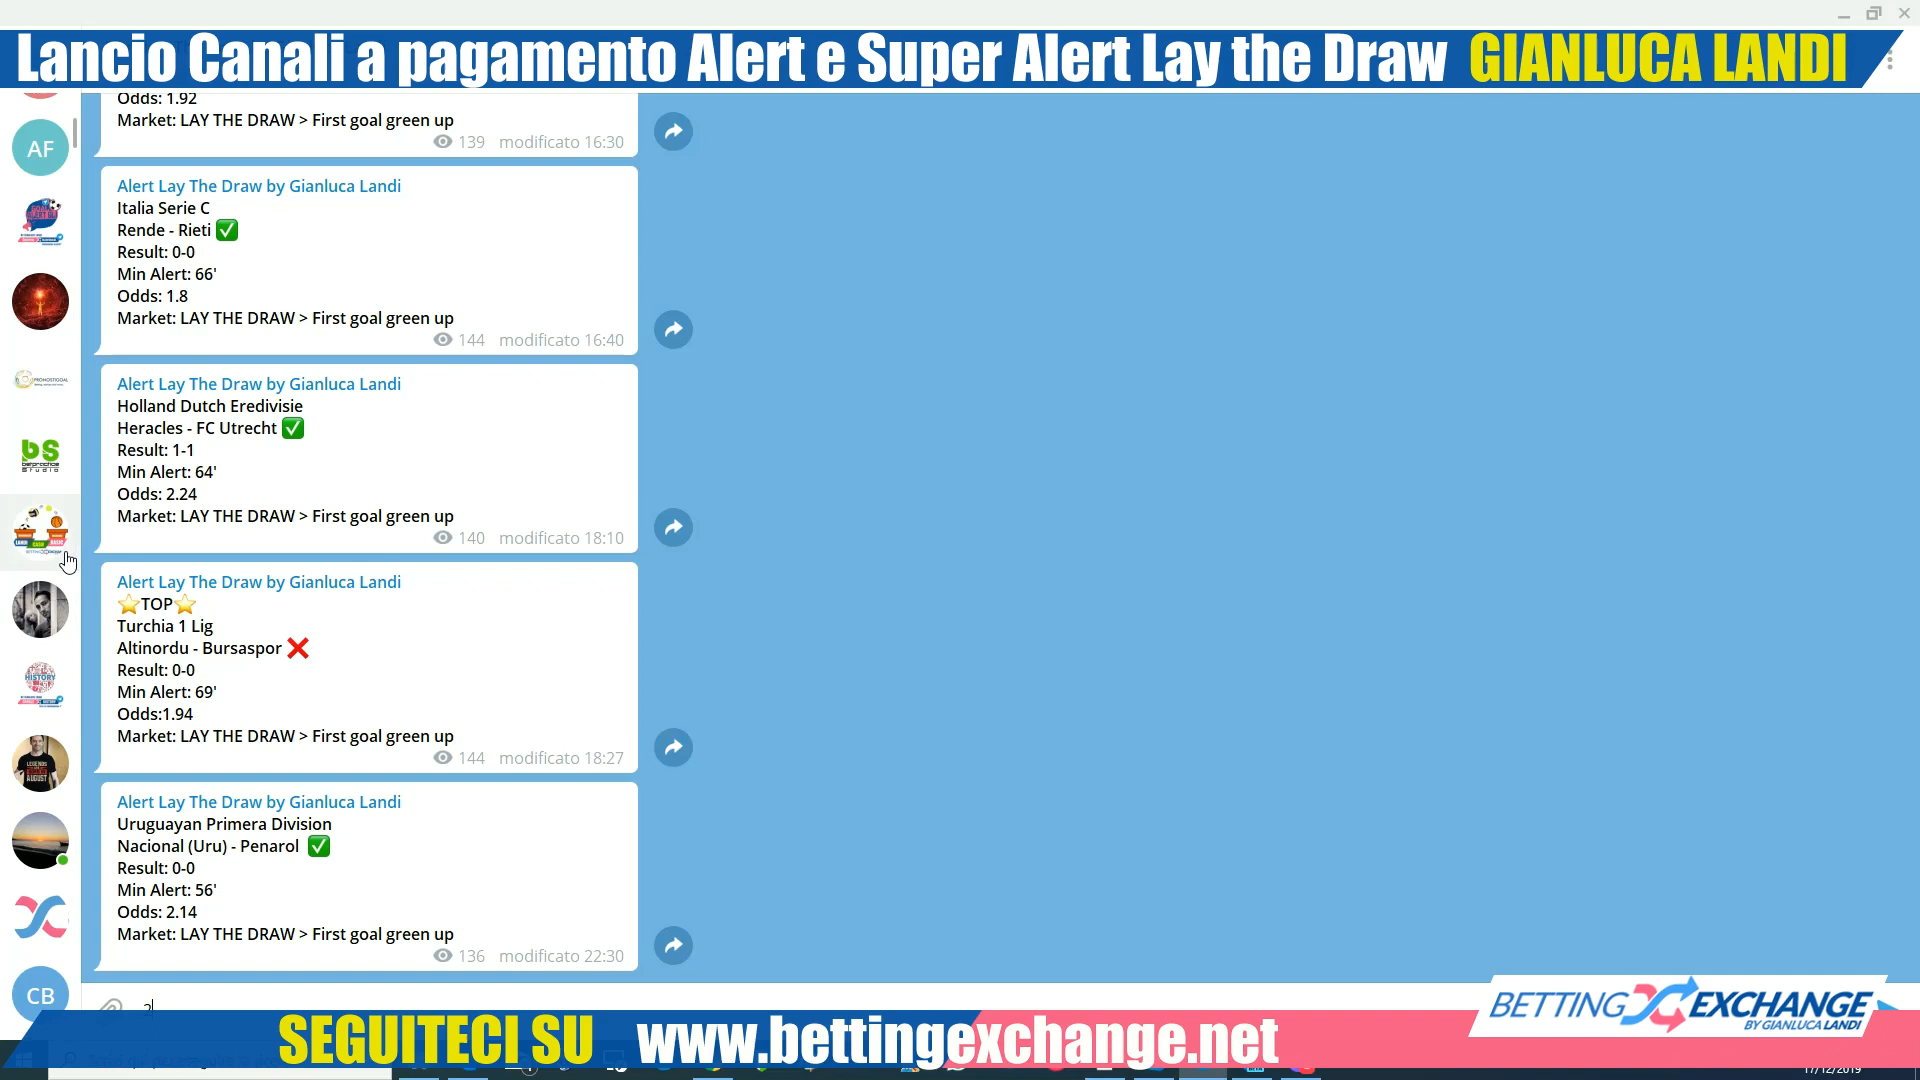 Lancio Canali a pagamento Alert e Super Alert Lay the Draw GIANLUCA LANDI
Odds: 1.92
Market: LAY THE DRAW > First goal green up
139 modificato 16:30
AF
Alert Lay The Draw by Gianluca Landi
Italia Serie C
Rende - Rieti ✅
Result: 0-0
Min Alert: 66'
Odds: 1.8
Market: LAY THE DRAW > First goal green up
144 modificato 16:40
Alert Lay The Draw by Gianluca Landi
Holland Dutch Eredivisie
Heracles - FC Utrecht ✅
Result: 1-1
Min Alert: 64'
Odds: 2.24
Market: LAY THE DRAW > First goal green up
140 modificato 18:10
bS
Alert Lay The Draw by Gianluca Landi
⭐TOP⭐
Turchia 1 Lig
Altinordu - Bursaspor ❌
Result: 0-0
Min Alert: 69'
Odds:1.94
Market: LAY THE DRAW > First goal green up
144 modificato 18:27
HISTORY
Alert Lay The Draw by Gianluca Landi
Uruguayan Primera Division
Nacional (Uru) - Penarol ✅
Result: 0-0
Min Alert: 56'
Odds: 2.14
Market: LAY THE DRAW > First goal green up
136 modificato 22:30
CB
2
BETTING EXCHANGE
BY GIANLUCA LANDI
SEGUITECI SU www.bettingexchange.net
17/12/2019